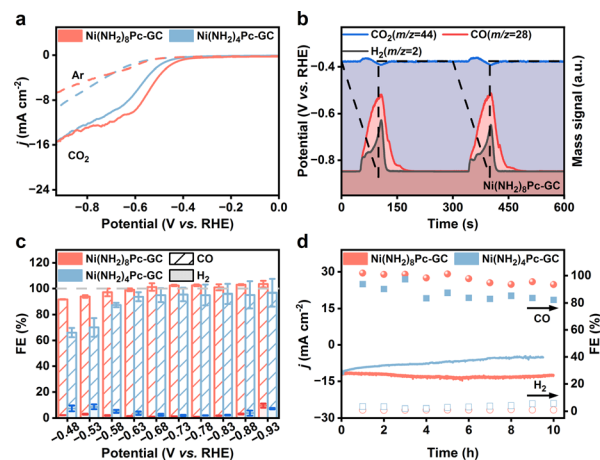 a
Ni(NH2)8Pc-GC
Ni(NH2)4Pc-GC
0
−8
−16
−24
j (mA cm−2)
Ar
CO2
−0.8
−0.6
−0.4
−0.2
0.0
Potential (V vs. RHE)
b
CO2(m/z=44)
CO(m/z=28)
H2(m/z=2)
−0.4
−0.6
−0.8
Potential (V vs. RHE)
Mass signal (a.u.)
Ni(NH2)8Pc-GC
0
150
300
450
600
Time (s)
c
Ni(NH2)8Pc-GC
CO
Ni(NH2)4Pc-GC
H2
120
100
80
60
40
20
0
FE (%)
−0.48
−0.53
−0.58
−0.63
−0.68
−0.73
−0.78
−0.83
−0.88
−0.93
Potential (V vs. RHE)
d
Ni(NH2)8Pc-GC
Ni(NH2)4Pc-GC
30
15
0
−15
−30
j (mA cm−2)
CO
H2
100
80
60
40
20
0
FE (%)
0
2
4
6
8
10
Time (h)